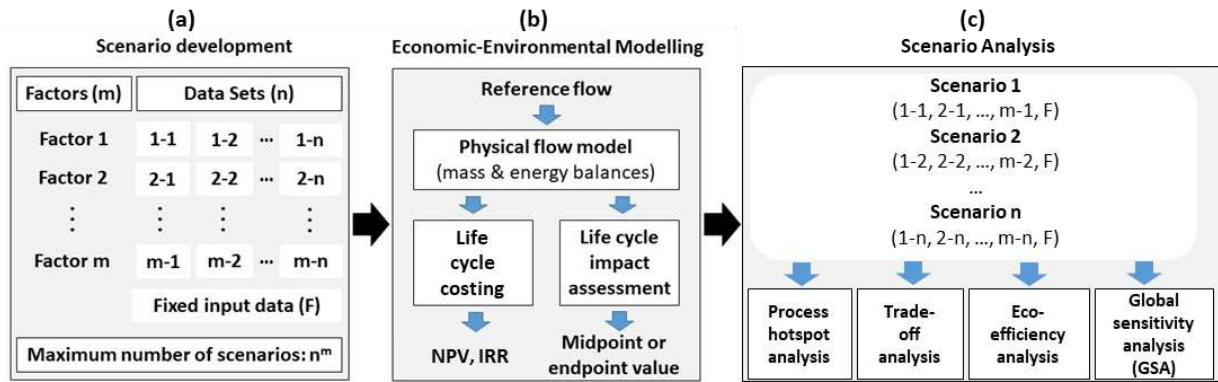 (a)
Scenario development
Factors (m) Data Sets (n)
Factor 1 1-1 1-2 ... 1-n
Factor 2 2-1 2-2 ... 2-n
⋮ ⋮ ⋮ ⋮
Factor m m-1 m-2 ... m-n
Fixed input data (F)
Maximum number of scenarios: nᵐ
(b)
Economic-Environmental Modelling
Reference flow
Physical flow model
(mass & energy balances)
Life
cycle
costing
Life cycle
impact
assessment
NPV, IRR
Midpoint or
endpoint value
(c)
Scenario Analysis
Scenario 1
(1-1, 2-1, ..., m-1, F)
Scenario 2
(1-2, 2-2, ..., m-2, F)
...
Scenario n
(1-n, 2-n, ..., m-n, F)
Process
hotspot
analysis
Trade-
off
analysis
Eco-
efficiency
analysis
Global
sensitivity
analysis
(GSA)